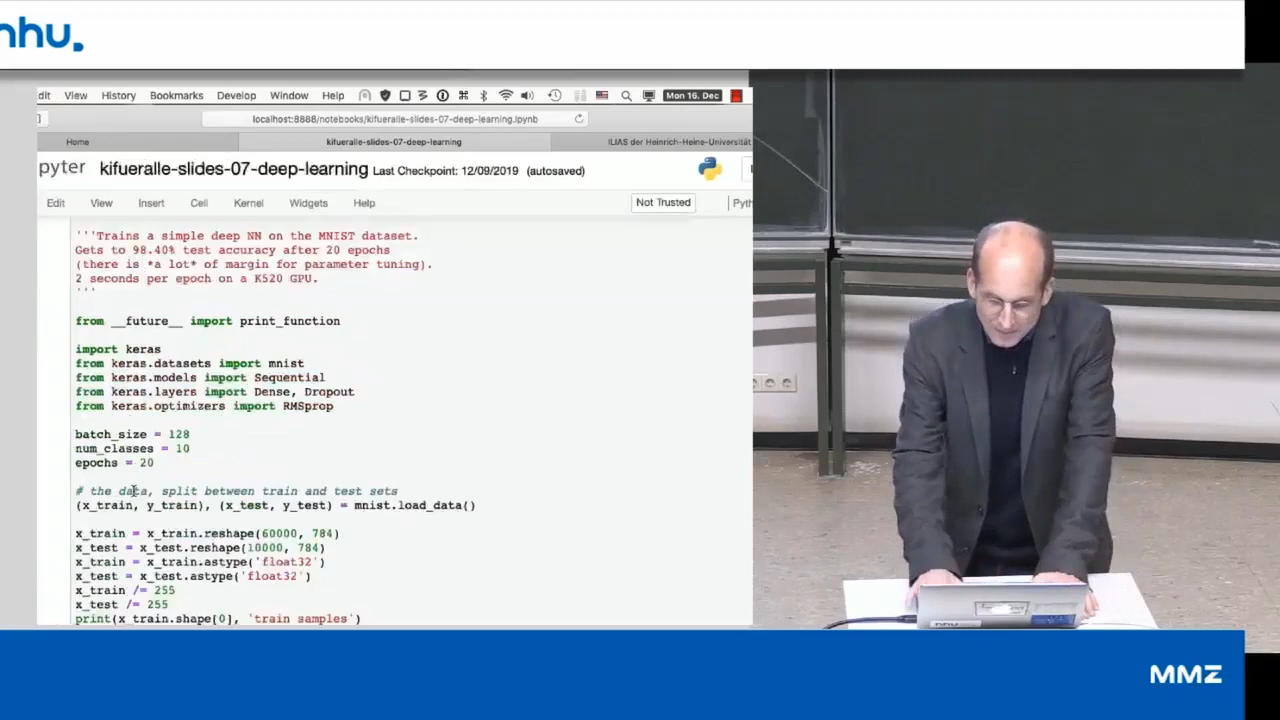 hhu.
dit View History Bookmarks Develop Window Help Mon 16. Dec
localhost:8888/notebooks/kifueralle-slides-07-deep-learning.ipynb
Home kifueralle-slides-07-deep-learning ILIAS der Heinrich-Heine-Universität
pyter kifueralle-slides-07-deep-learning Last Checkpoint: 12/09/2019 (autosaved)
Edit View Insert Cell Kernel Widgets Help Not Trusted Pyth
'''Trains a simple deep NN on the MNIST dataset.
Gets to 98.40% test accuracy after 20 epochs
(there is *a lot* of margin for parameter tuning).
2 seconds per epoch on a K520 GPU.
'''
from __future__ import print_function
import keras
from keras.datasets import mnist
from keras.models import Sequential
from keras.layers import Dense, Dropout
from keras.optimizers import RMSprop
batch_size = 128
num_classes = 10
epochs = 20
# the data, split between train and test sets
(x_train, y_train), (x_test, y_test) = mnist.load_data()
x_train = x_train.reshape(60000, 784)
x_test = x_test.reshape(10000, 784)
x_train = x_train.astype('float32')
x_test = x_test.astype('float32')
x_train /= 255
x_test /= 255
print(x_train.shape[0], 'train samples')
hhu
MMZ